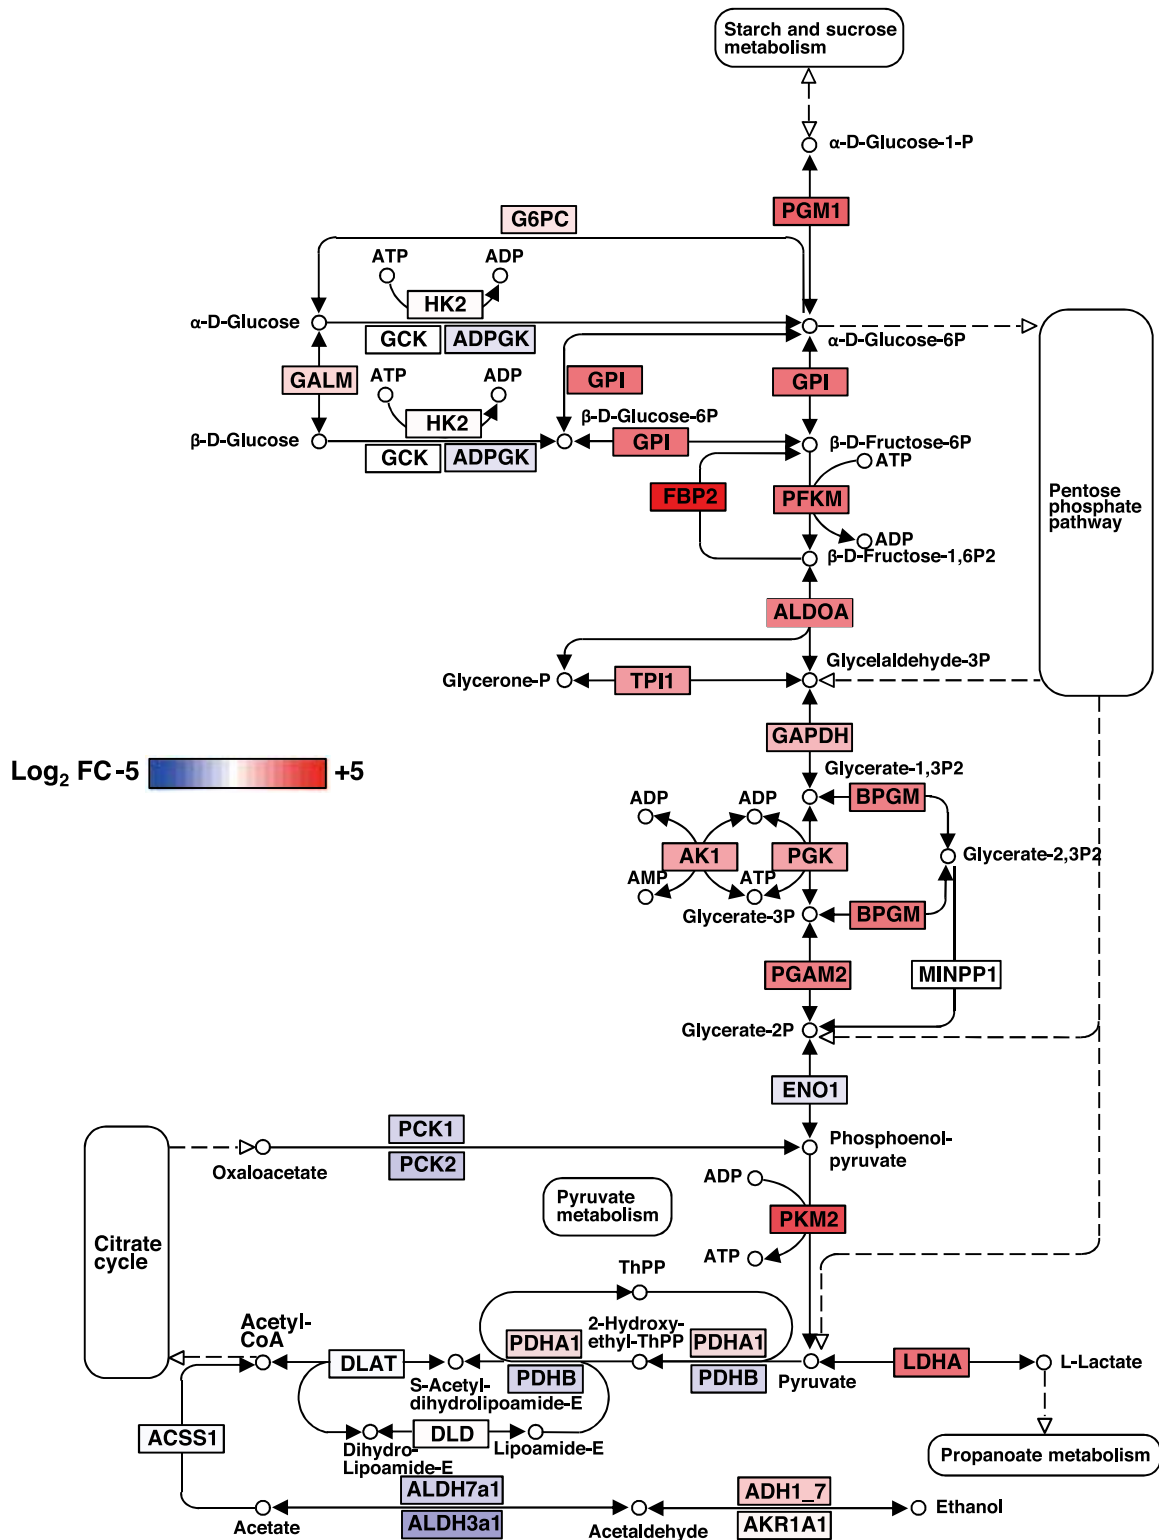 Starch and sucrose
metabolism
α-D-Glucose-1-P
PGM1
G6PC
ATP
ADP
HK2
α-D-Glucose
GCK
ADPGK
α-D-Glucose-6P
GALM
ATP
ADP
GPI
GPI
HK2
β-D-Glucose-6P
β-D-Glucose
GCK
ADPGK
GPI
β-D-Fructose-6P
ATP
FBP2
PFKM
Pentose
phosphate
pathway
ADP
β-D-Fructose-1,6P2
ALDOA
Glycelaldehyde-3P
Glycerone-P
TPI1
GAPDH
Log2 FC -5
+5
Glycerate-1,3P2
ADP
ADP
BPGM
AK1
PGK
Glycerate-2,3P2
AMP
ATP
Glycerate-3P
BPGM
PGAM2
MINPP1
Glycerate-2P
ENO1
PCK1
Oxaloacetate
PCK2
Phosphoenol-
pyruvate
ADP
Pyruvate
metabolism
PKM2
Citrate
cycle
ATP
ThPP
Acetyl-
CoA
2-Hydroxy-
ethyl-ThPP
PDHA1
PDHA1
DLAT
LDHA
L-Lactate
PDHB
PDHB
Pyruvate
S-Acetyl-
dihydrolipoamide-E
ACSS1
DLD
Dihydro-
Lipoamide-E
Lipoamide-E
Propanoate metabolism
ALDH7a1
ADH1_7
Ethanol
Acetate
ALDH3a1
Acetaldehyde
AKR1A1